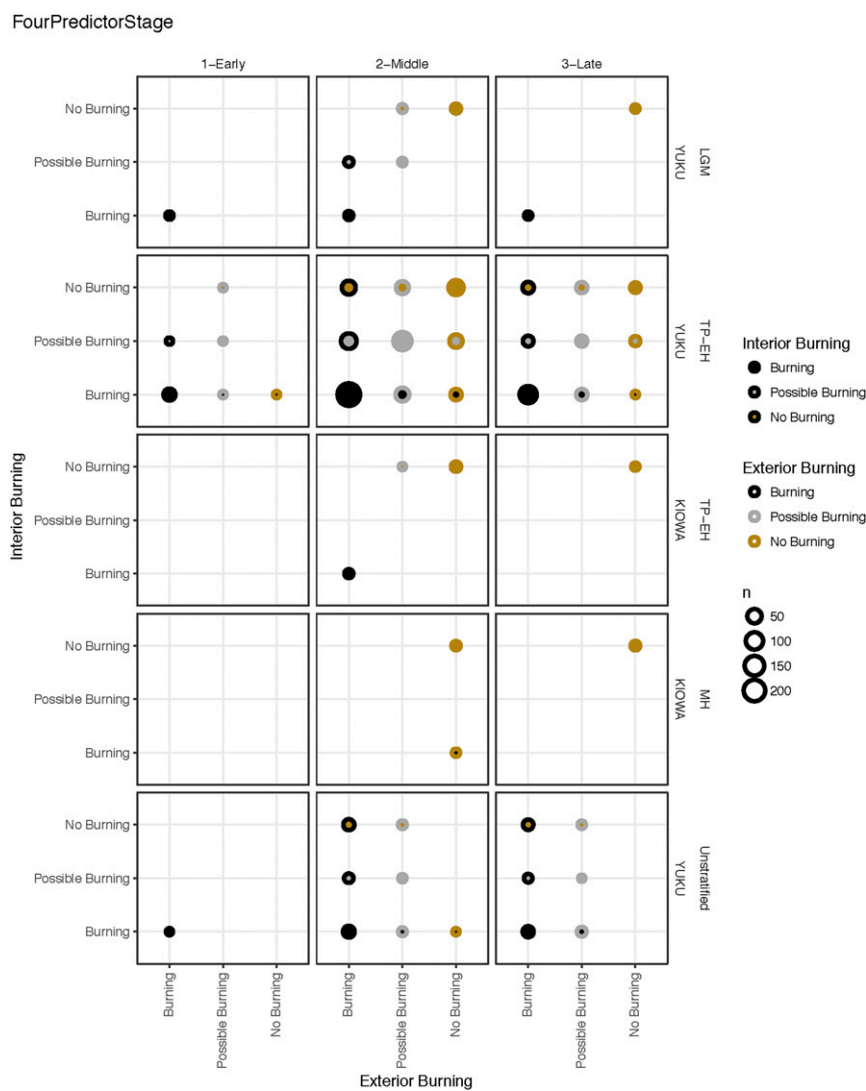 FourPredictorStage
1-Early
2-Middle
3-Late
No Burning
Possible Burning
Burning
LGM
YUKU
No Burning
Possible Burning
Burning
TP-EH
YUKU
No Burning
Possible Burning
Burning
TP-EH
KIOWA
No Burning
Possible Burning
Burning
MH
KIOWA
No Burning
Possible Burning
Burning
Unstratified
YUKU
Interior Burning
Burning
Possible Burning
No Burning
Burning
Possible Burning
No Burning
Burning
Possible Burning
No Burning
Exterior Burning
Interior Burning
Burning
Possible Burning
No Burning
Exterior Burning
Burning
Possible Burning
No Burning
n
50
100
150
200